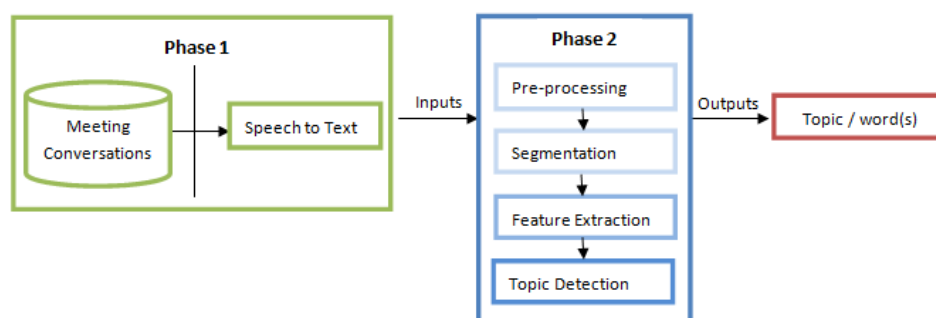 Phase 1
Meeting
Conversations
Speech to Text
Inputs
Phase 2
Pre-processing
Segmentation
Feature Extraction
Topic Detection
Outputs
Topic / word(s)